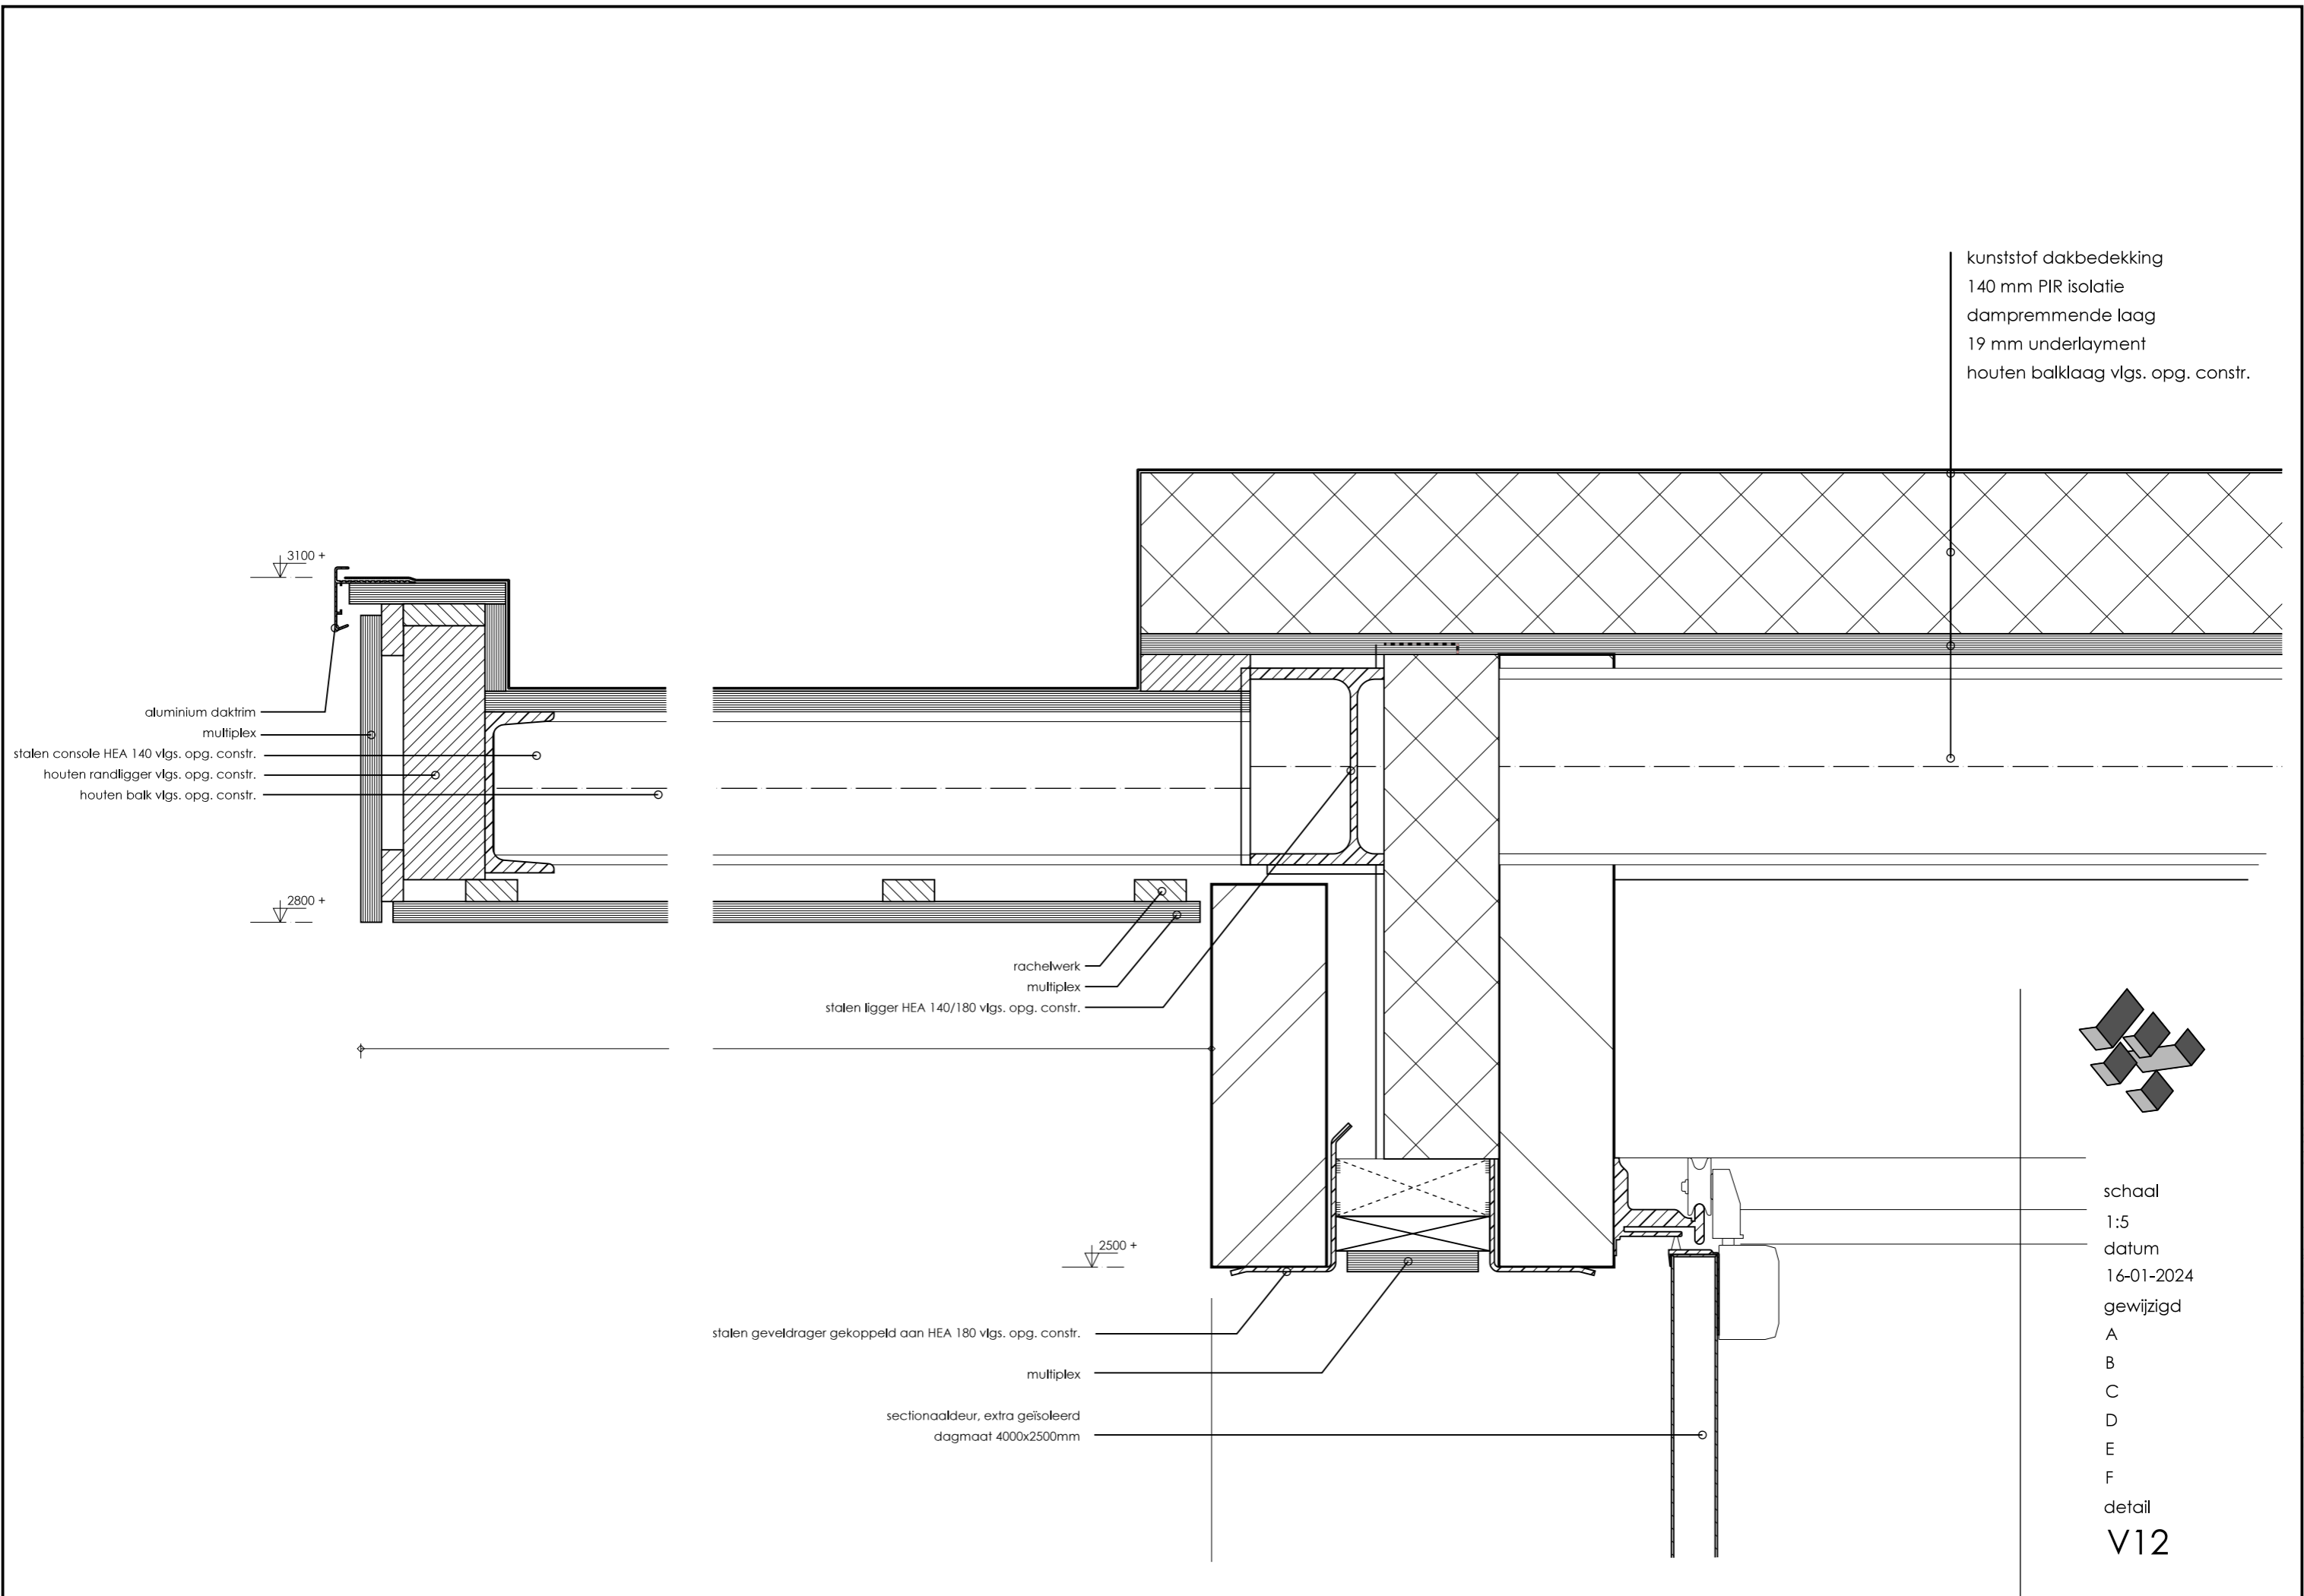 kunststof dakbedekking
140 mm PIR isolatie
dampremmende laag
19 mm underlayment
houten balklaag vlgs. opg. constr.
3100 +
aluminium daktrim
multiplex
stalen console HEA 140 vlgs. opg. constr.
houten randligger vlgs. opg. constr.
houten balk vlgs. opg. constr.
2800 +
rachelwerk
multiplex
stalen ligger HEA 140/180 vlgs. opg. constr.
2500 +
stalen geveldrager gekoppeld aan HEA 180 vlgs. opg. constr.
multiplex
sectionaaldeur, extra geïsoleerd
dagmaat 4000x2500mm
schaal
1:5
datum
16-01-2024
gewijzigd
A
B
C
D
E
F
detail
V12